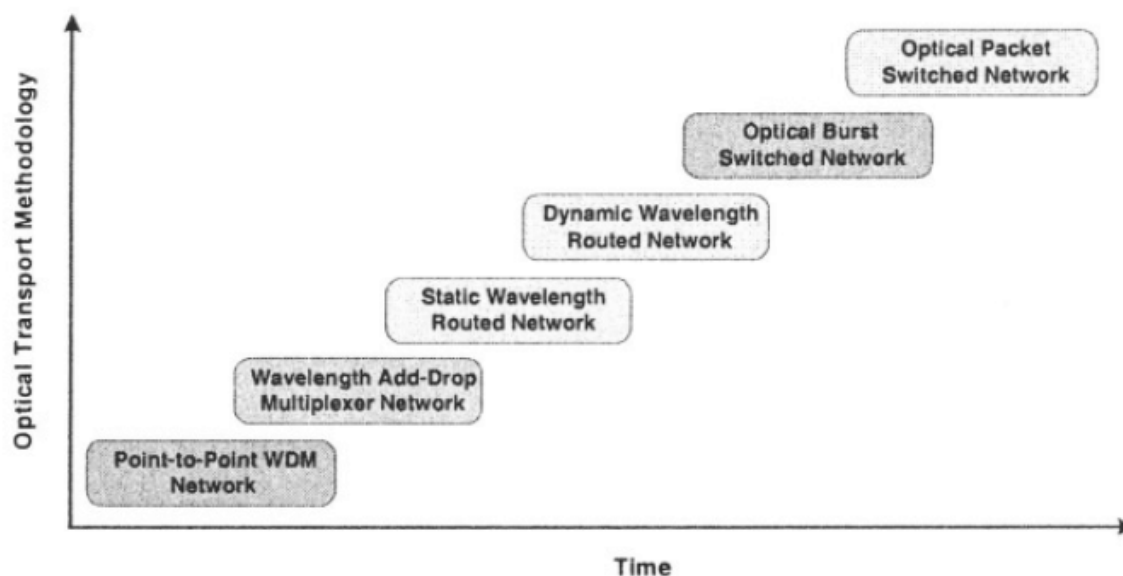 Optical Transport Methodology
Optical Packet
Switched Network
Optical Burst
Switched Network
Dynamic Wavelength
Routed Network
Static Wavelength
Routed Network
Wavelength Add-Drop
Multiplexer Network
Point-to-Point WDM
Network
Time